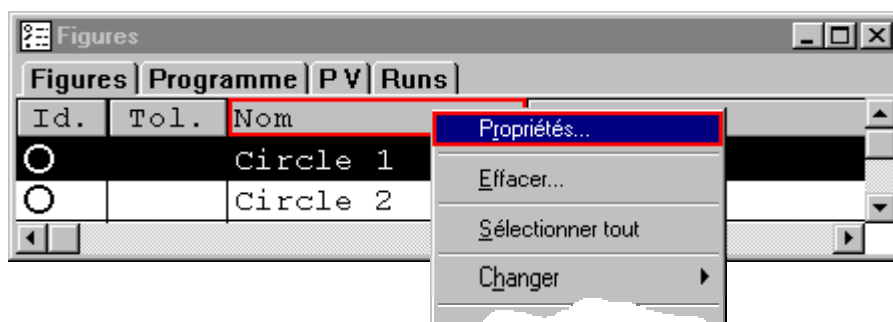 Figures
Figures Programme P V Runs
Id. Tol. Nom
Circle 1
Circle 2
Propriétés...
Effacer...
Sélectionner tout
Changer